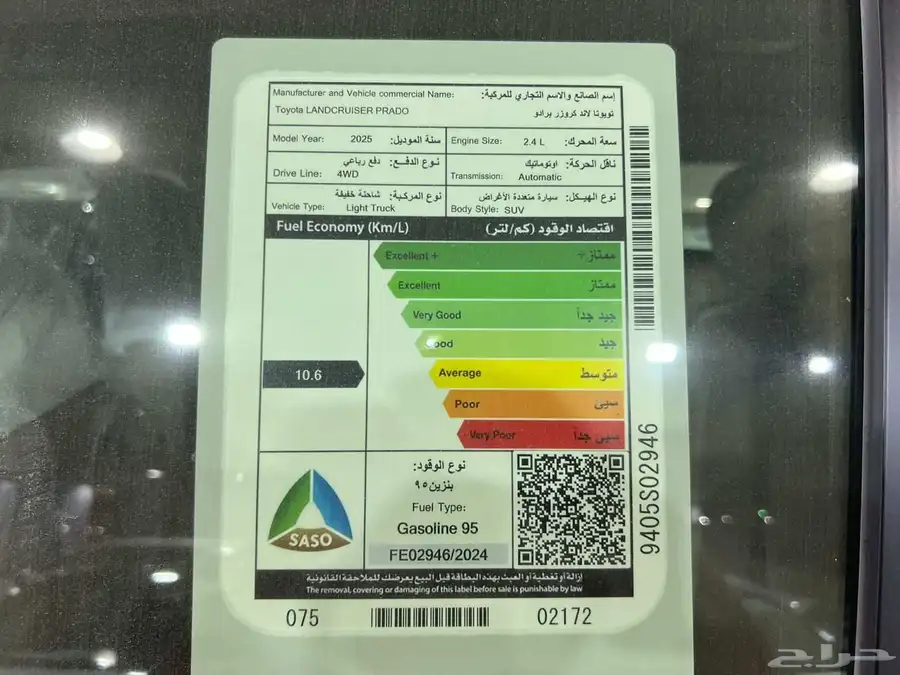 Manufacturer and Vehicle commercial Name: إسم الصانع والاسم التجاري للمركبة:
Toyota LANDCRUISER PRADO تويوتا لاند كروزر برادو
Model Year: 2025 سنة الموديل:
Engine Size: 2.4 L سعة المحرك:
نوع الدفع: دفع رباعي
Drive Line: 4WD
ناقل الحركة: اوتوماتيك
Transmission: Automatic
نوع المركبة: شاحنة خفيفة
Vehicle Type: Light Truck
نوع الهيكل: سيارة متعددة الأغراض
Body Style: SUV
Fuel Economy (Km/L) اقتصاد الوقود (كم/لتر)
Excellent + ممتاز+
Excellent ممتاز
Very Good جيد جداً
Good جيد
10.6
Average متوسط
Poor سيئ
Very Poor سيئ جداً
SASO
نوع الوقود:
بنزين ٩٥
Fuel Type:
Gasoline 95
FE02946/2024
إزالة أو تغطية أو العبث بهذه البطاقة قبل البيع يعرضك للملاحقة القانونية
The removal, covering or damaging of this label before sale is punishable by law
075 02172
9405S02946
حراج